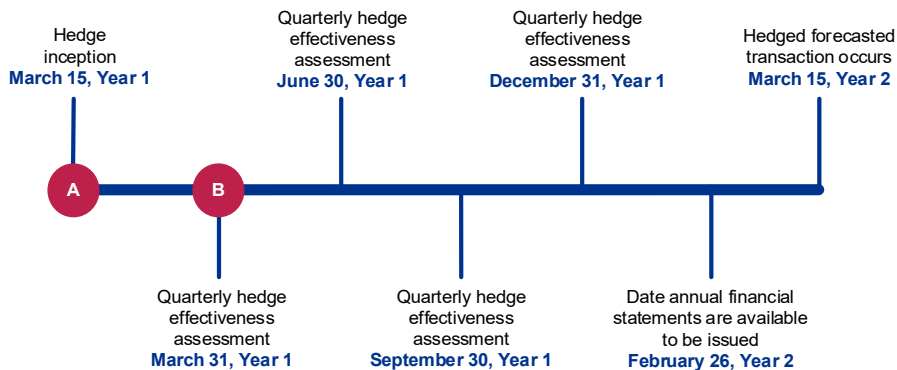 Hedge
inception
March 15, Year 1
Quarterly hedge
effectiveness
assessment
June 30, Year 1
Quarterly hedge
effectiveness
assessment
December 31, Year 1
Hedged forecasted
transaction occurs
March 15, Year 2
A
B
Quarterly hedge
effectiveness
assessment
March 31, Year 1
Quarterly hedge
effectiveness
assessment
September 30, Year 1
Date annual financial
statements are available
to be issued
February 26, Year 2